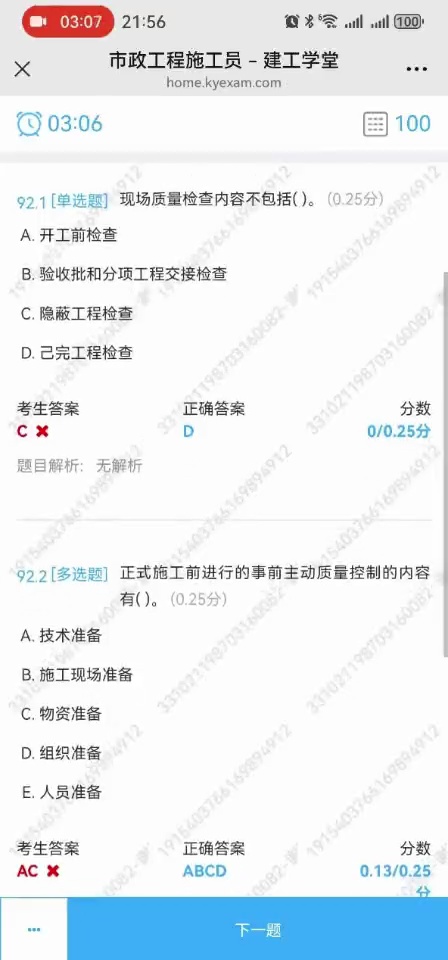 03:07 21:56 100
市政工程施工员 – 建工学堂
home.kyexam.com
03:06 100
92.1 [单选题] 现场质量检查内容不包括( )。(0.25分)
A. 开工前检查
B. 验收批和分项工程交接检查
C. 隐蔽工程检查
D. 己完工程检查
考生答案 正确答案 分数
C ✖ D 0/0.25分
题目解析: 无解析
92.2 [多选题] 正式施工前进行的事前主动质量控制的内容
有( )。(0.25分)
A. 技术准备
B. 施工现场准备
C. 物资准备
D. 组织准备
E. 人员准备
考生答案 正确答案 分数
AC ✖ ABCD 0.13/0.25
分
下一题